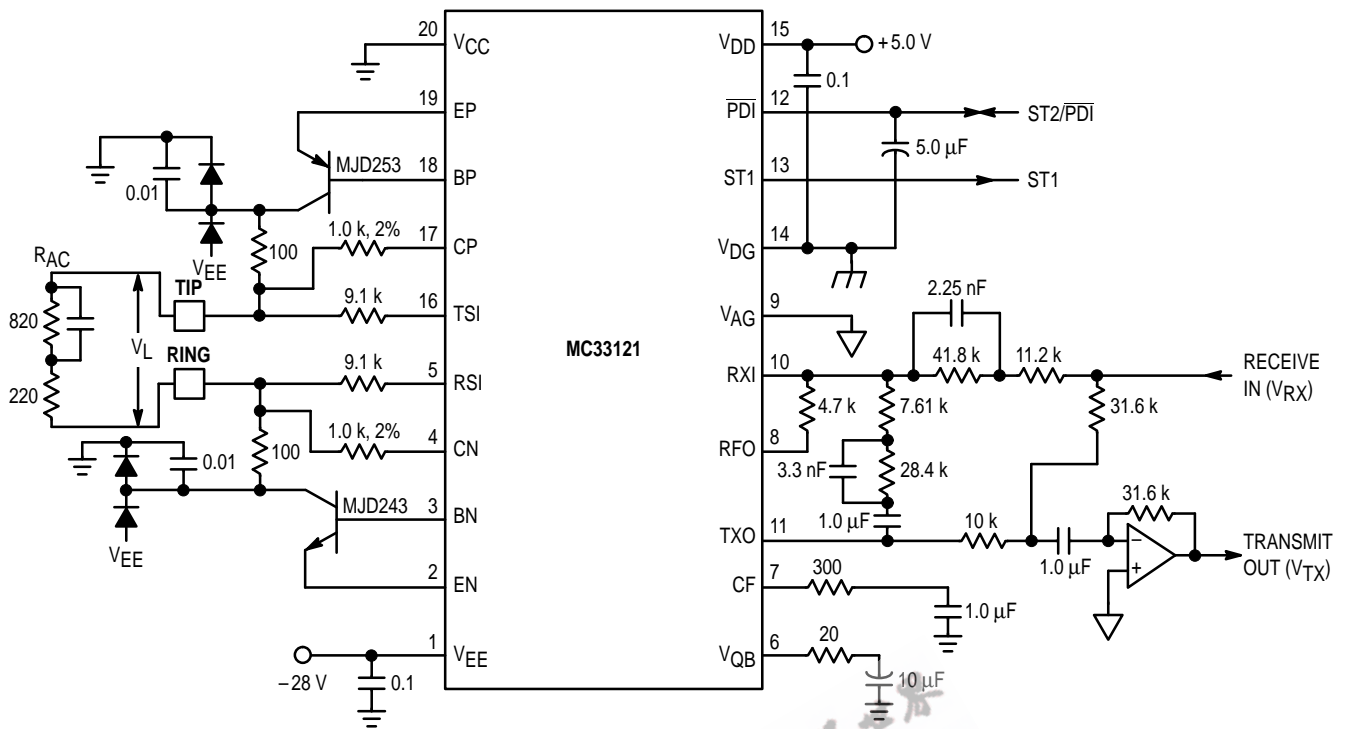 20
VCC
19
EP
MJD253
18
BP
0.01
VEE
100
1.0 k, 2%
17
CP
RAC
TIP
9.1 k
16
TSI
820
VL
RING
9.1 k
5
RSI
220
1.0 k, 2%
4
CN
0.01
100
MJD243
3
BN
VEE
2
EN
1
VEE
–28 V
0.1
MC33121
VDD
15
+5.0 V
0.1
PDI
12
ST2/PDI
5.0 µF
ST1
13
ST1
VDG
14
VAG
9
2.25 nF
RXI
10
41.8 k
11.2 k
RECEIVE
IN (VRX)
4.7 k
7.61 k
31.6 k
RFO
8
3.3 nF
28.4 k
1.0 µF
TXO
11
10 k
31.6 k
1.0 µF
–
+
TRANSMIT
OUT (VTX)
CF
7
300
1.0 µF
VQB
6
20
10 µF